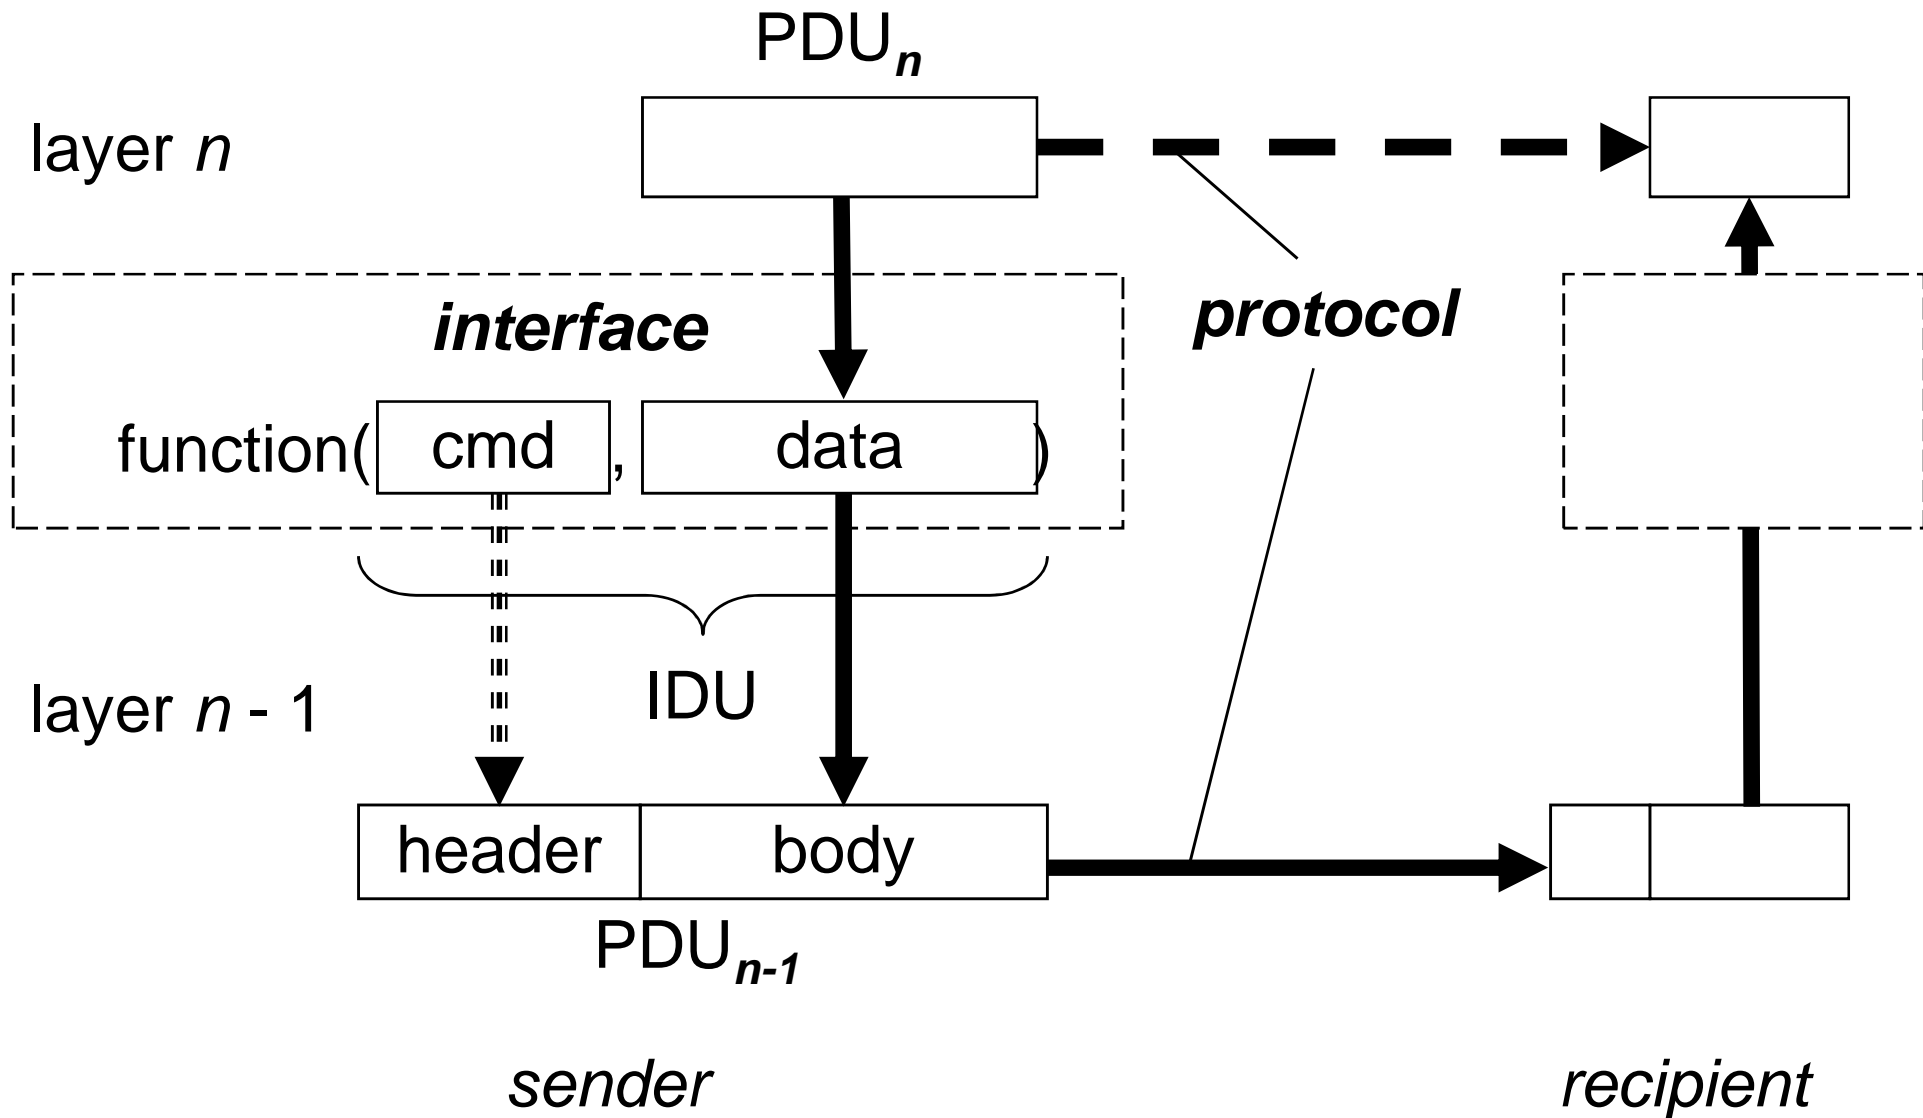 PDUn
layer n
interface
protocol
function( cmd , data )
IDU
layer n - 1
header body
PDUn-1
sender recipient